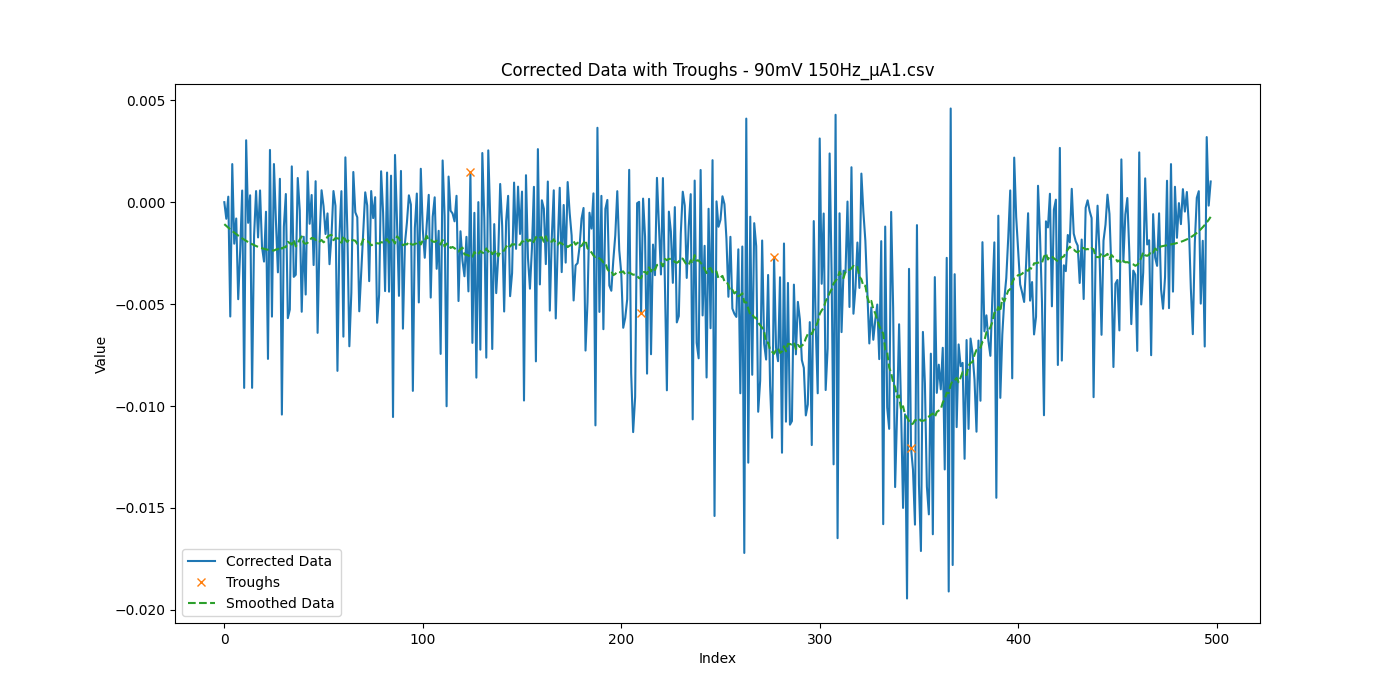 Corrected Data with Troughs - 90mV 150Hz_µA1.csv
0.005
0.000
−0.005
−0.010
−0.015
−0.020
Value
Corrected Data
Troughs
Smoothed Data
0 100 200 300 400 500
Index